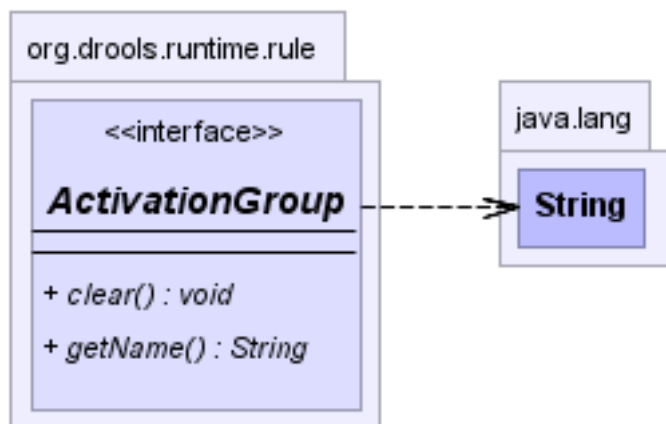 org.drools.runtime.rule
<<interface>>
ActivationGroup
+ clear() : void
+ getName() : String
java.lang
String